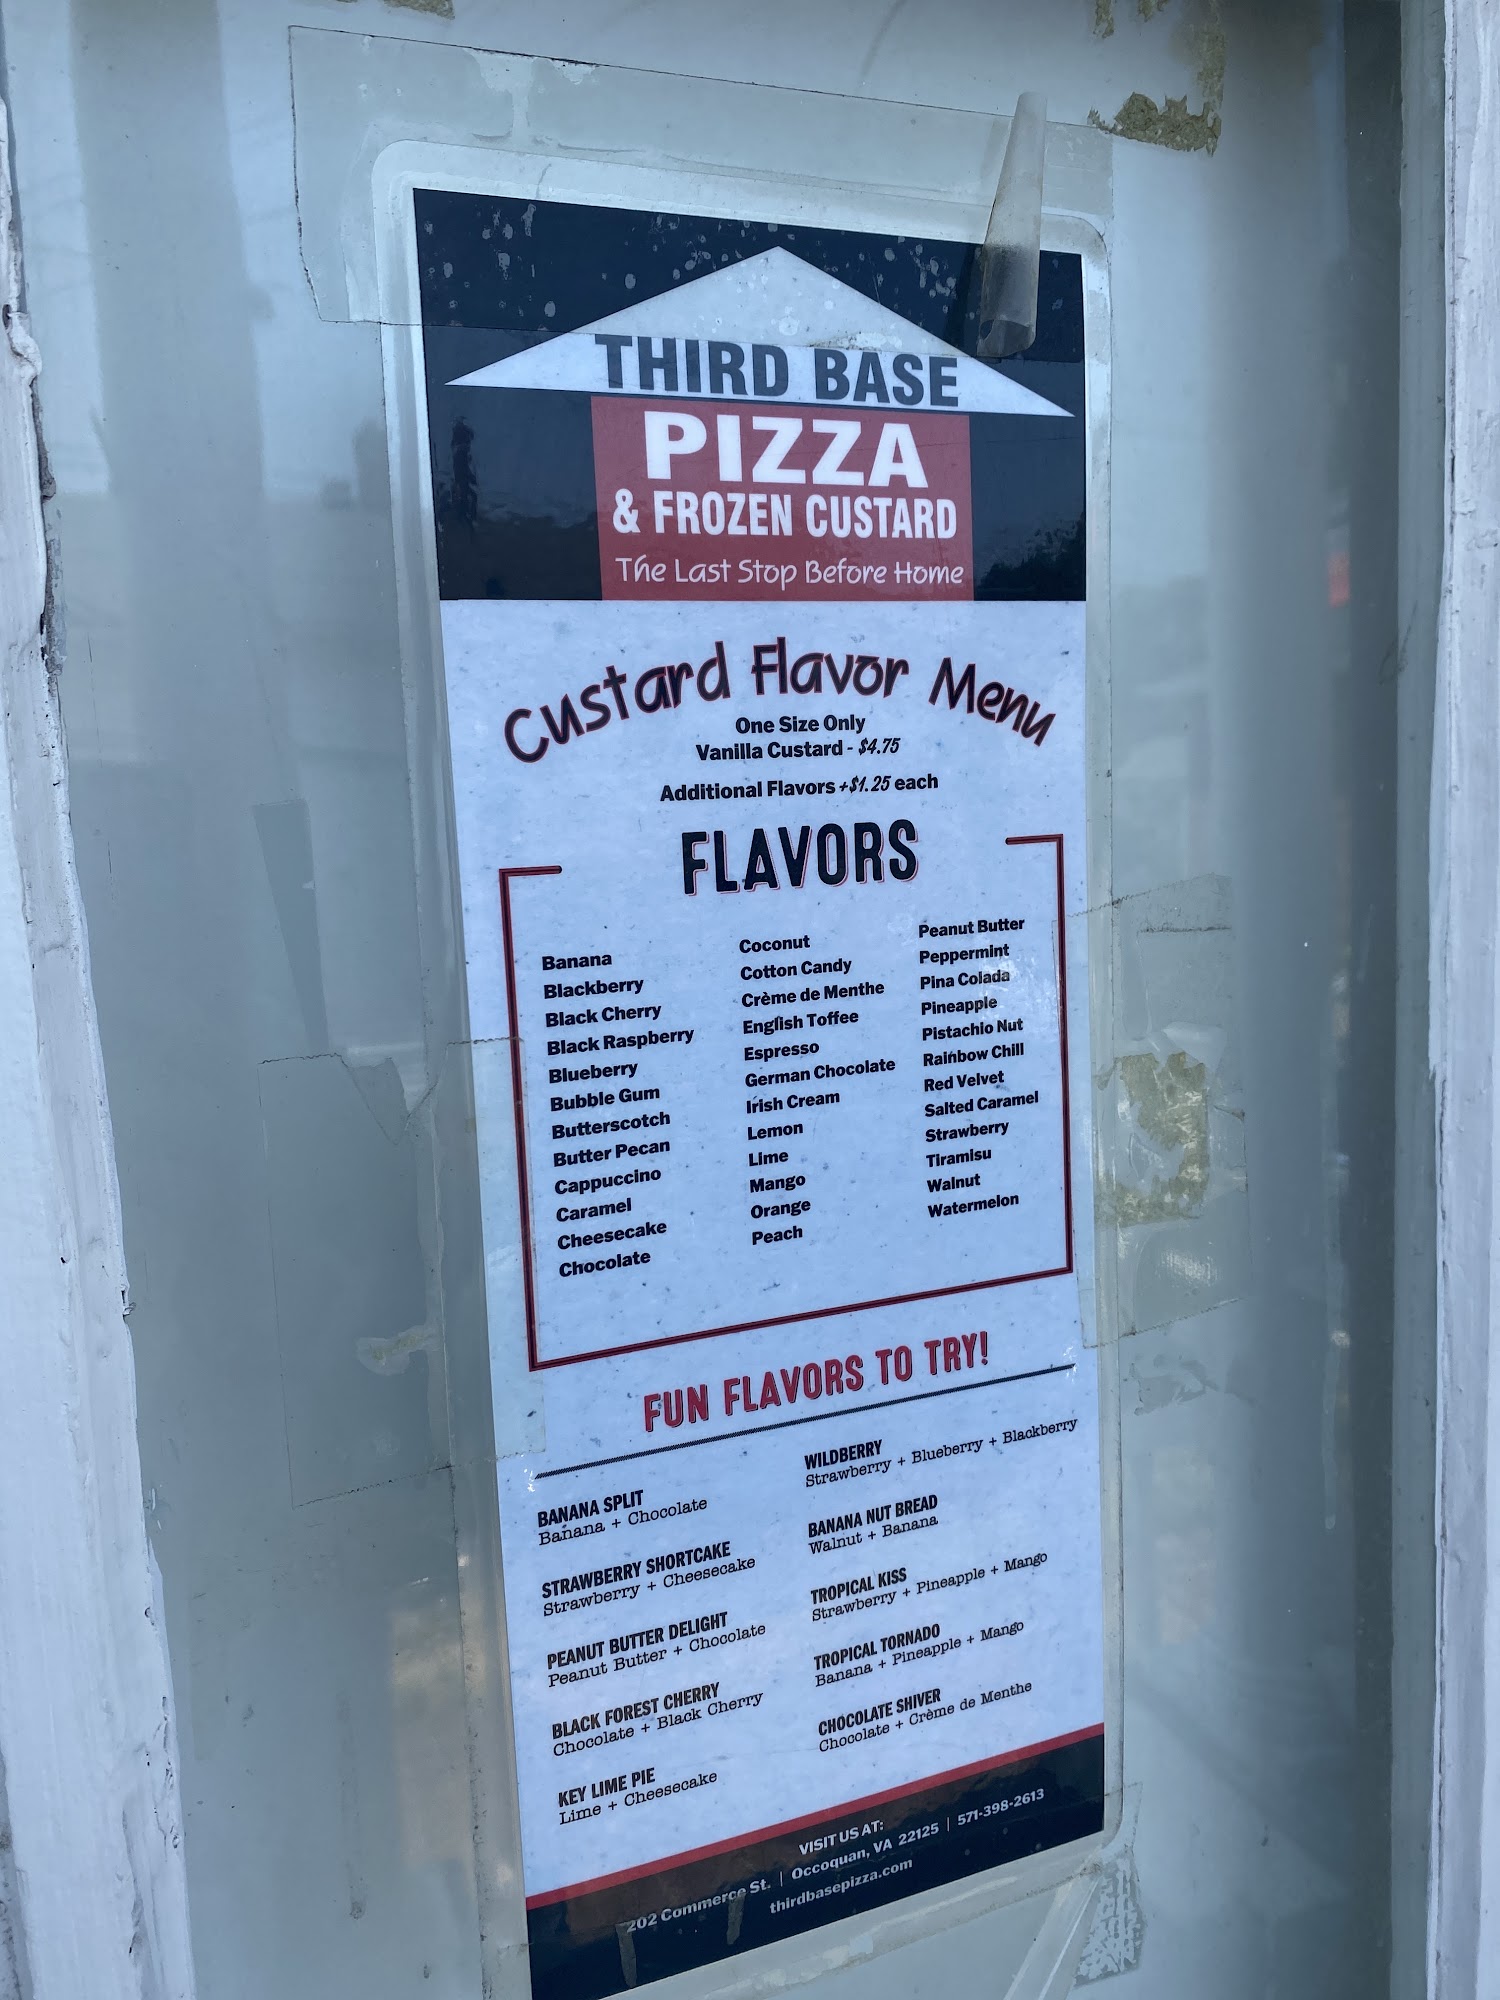 THIRD BASE
PIZZA
& FROZEN CUSTARD
The Last Stop Before Home
Custard Flavor Menu
One Size Only
Vanilla Custard - $4.75
Additional Flavors +$1.25 each
FLAVORS
Banana
Blackberry
Black Cherry
Black Raspberry
Blueberry
Bubble Gum
Butterscotch
Butter Pecan
Cappuccino
Caramel
Cheesecake
Chocolate
Coconut
Cotton Candy
Crème de Menthe
English Toffee
Espresso
German Chocolate
Irish Cream
Lemon
Lime
Mango
Orange
Peach
Peanut Butter
Peppermint
Pina Colada
Pineapple
Pistachio Nut
Rainbow Chill
Red Velvet
Salted Caramel
Strawberry
Tiramisu
Walnut
Watermelon
FUN FLAVORS TO TRY!
BANANA SPLIT
Banana + Chocolate
STRAWBERRY SHORTCAKE
Strawberry + Cheesecake
PEANUT BUTTER DELIGHT
Peanut Butter + Chocolate
BLACK FOREST CHERRY
Chocolate + Black Cherry
KEY LIME PIE
Lime + Cheesecake
WILDBERRY
Strawberry + Blueberry + Blackberry
BANANA NUT BREAD
Walnut + Banana
TROPICAL KISS
Strawberry + Pineapple + Mango
TROPICAL TORNADO
Banana + Pineapple + Mango
CHOCOLATE SHIVER
Chocolate + Crème de Menthe
VISIT US AT:
202 Commerce St. | Occoquan, VA 22125 | 571-398-2613
thirdbasepizza.com